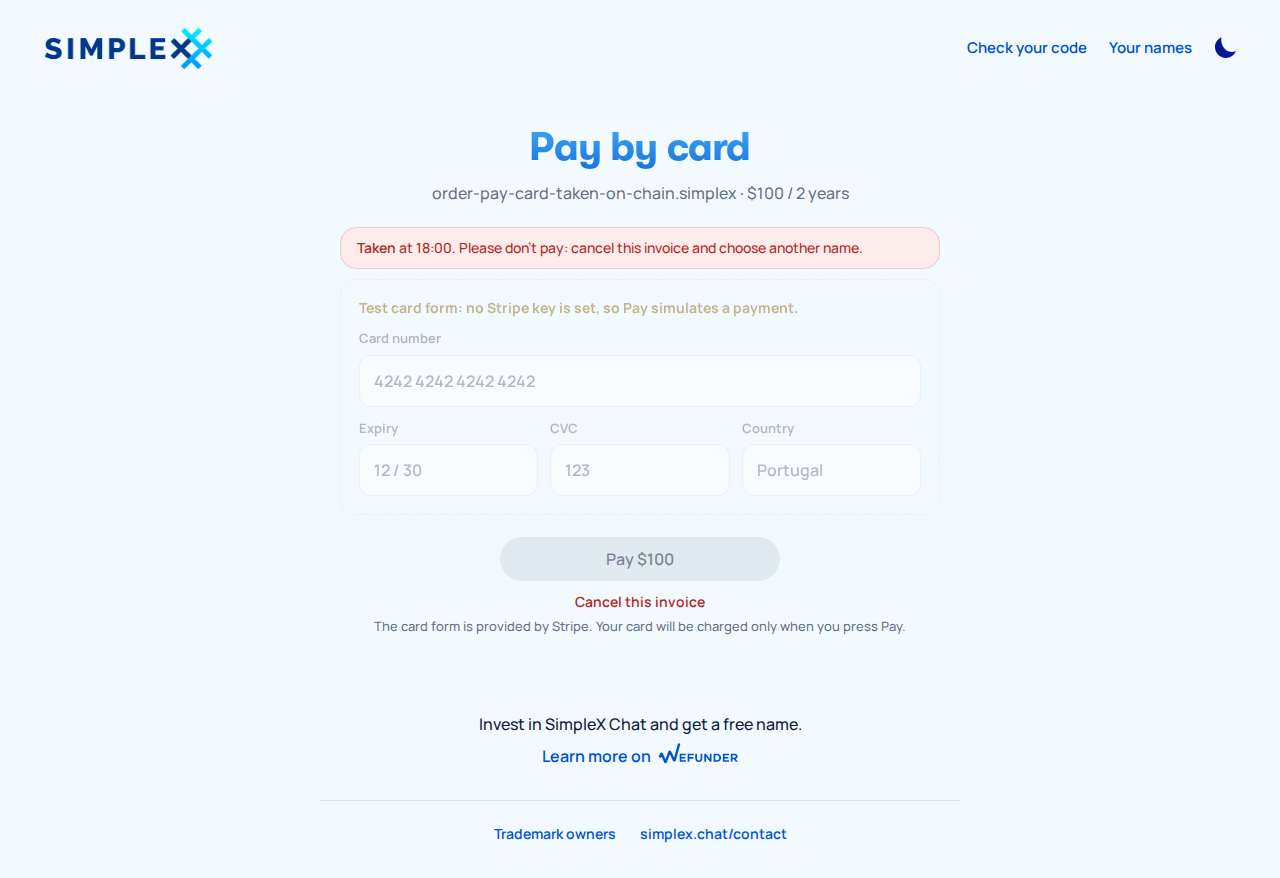 SIMPLEX
Check your code
Your names
Pay by card
order-pay-card-taken-on-chain.simplex · $100 / 2 years
Taken at 18:00. Please don't pay: cancel this invoice and choose another name.
Test card form: no Stripe key is set, so Pay simulates a payment.
Card number
4242 4242 4242 4242
Expiry
CVC
Country
12 / 30
123
Portugal
Pay $100
Cancel this invoice
The card form is provided by Stripe. Your card will be charged only when you press Pay.
Invest in SimpleX Chat and get a free name.
Learn more on WEFUNDER
Trademark owners
simplex.chat/contact